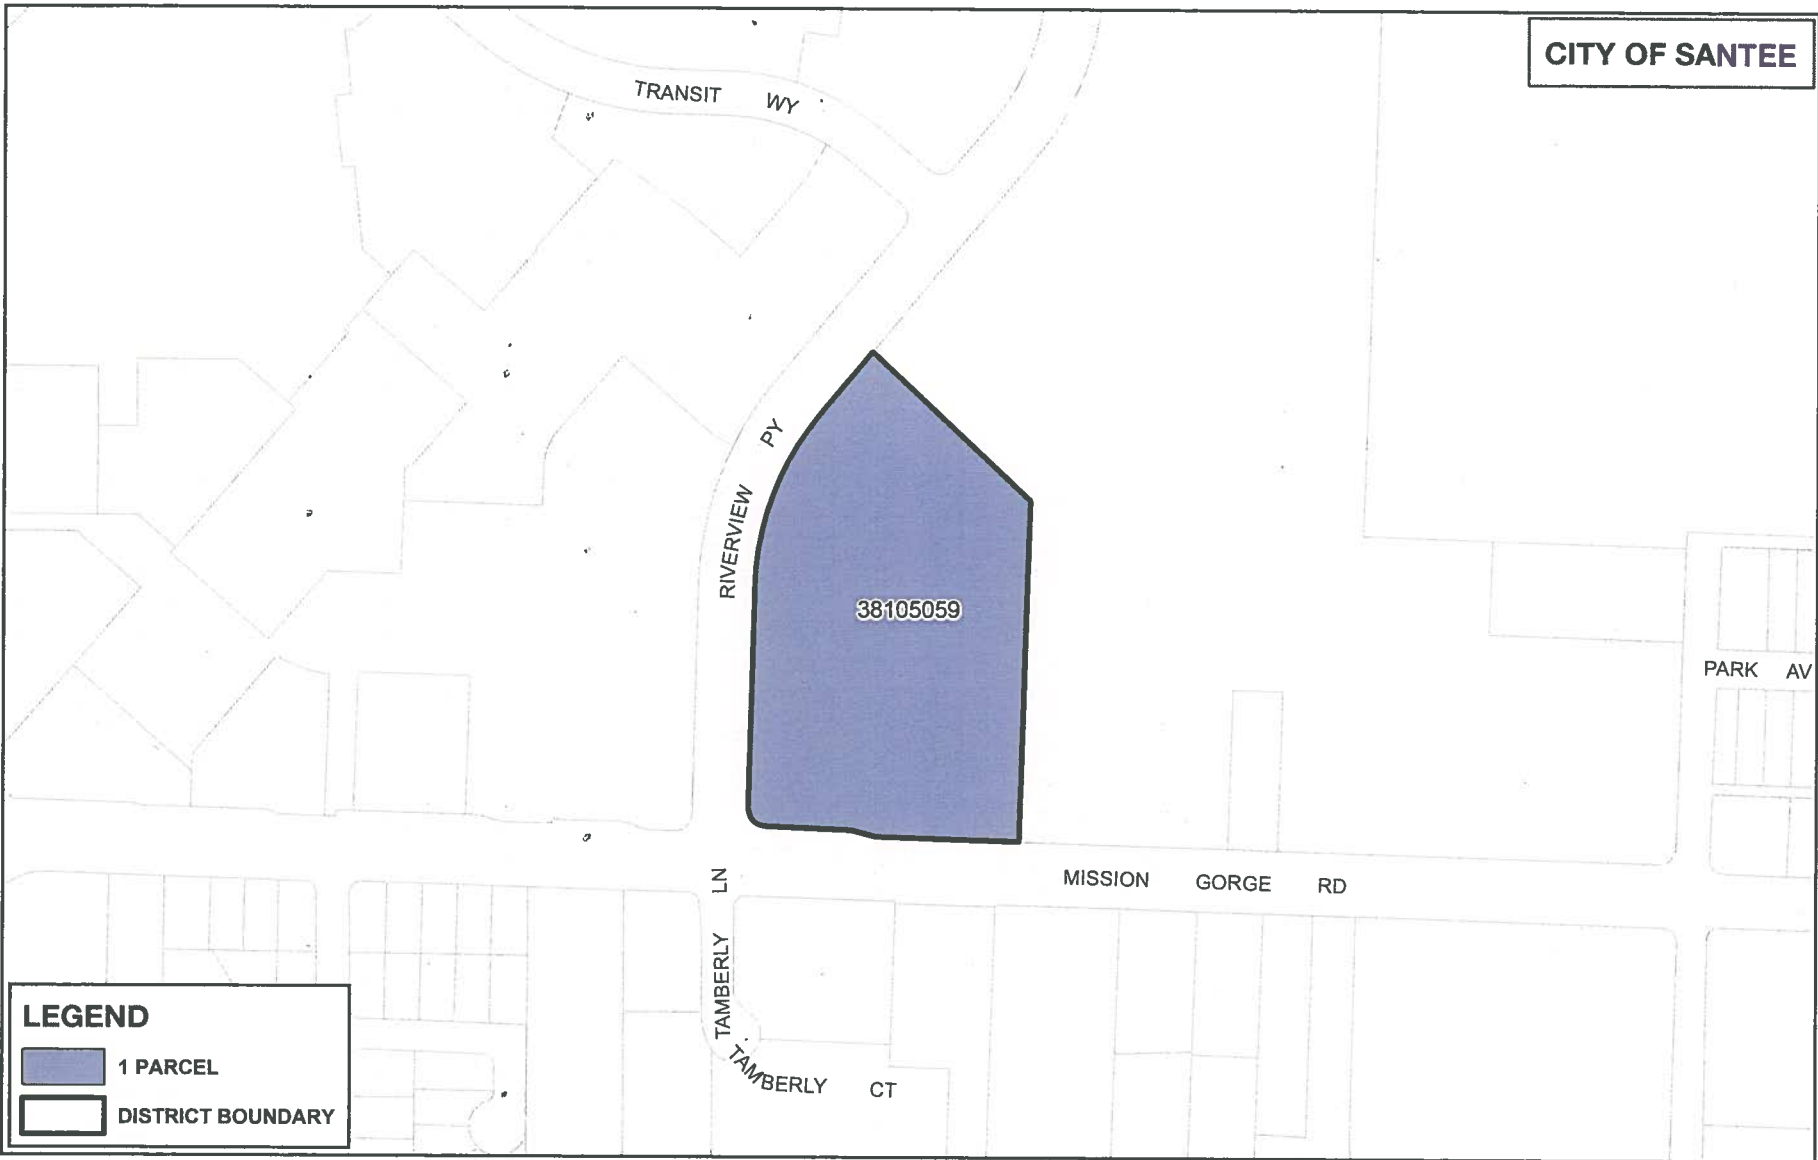 CITY OF SANTEE
TRANSIT WY
RIVERVIEW PY
38105059
PARK AV
MISSION GORGE RD
TAMBERLY LN
TAMBERLY CT
LEGEND
1 PARCEL
DISTRICT BOUNDARY